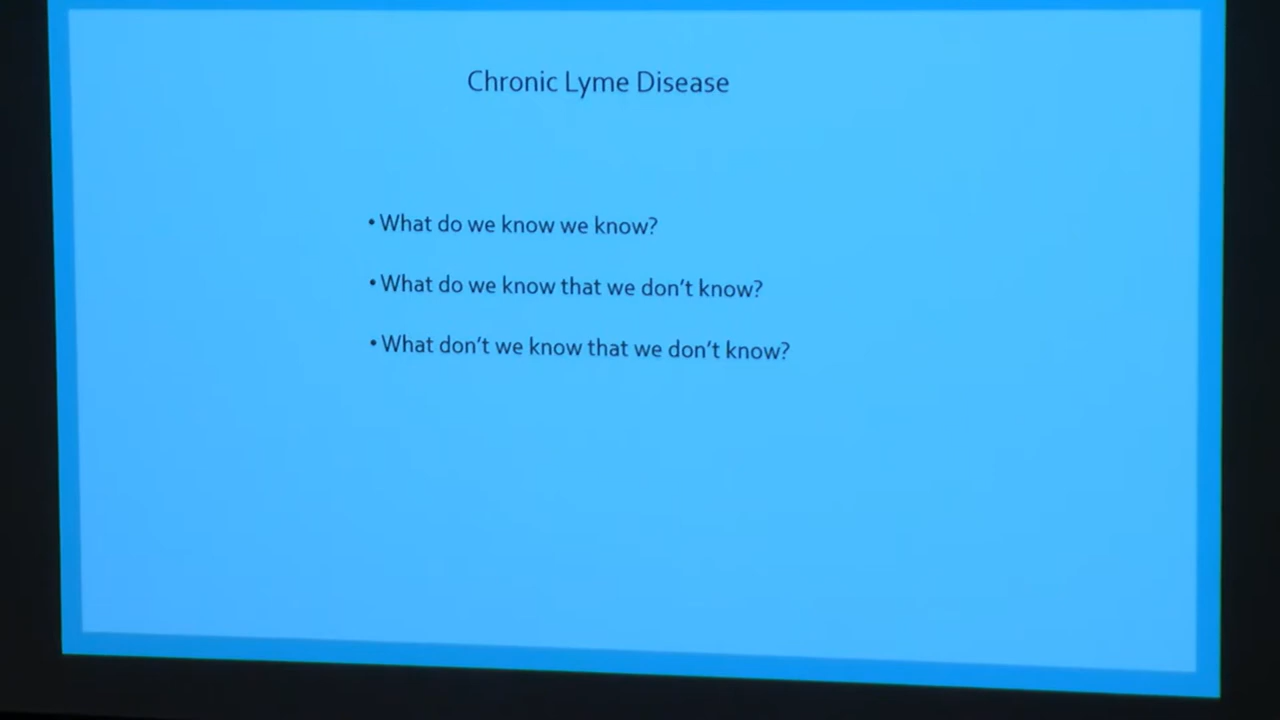 Chronic Lyme Disease
• What do we know we know?
• What do we know that we don't know?
• What don't we know that we don't know?